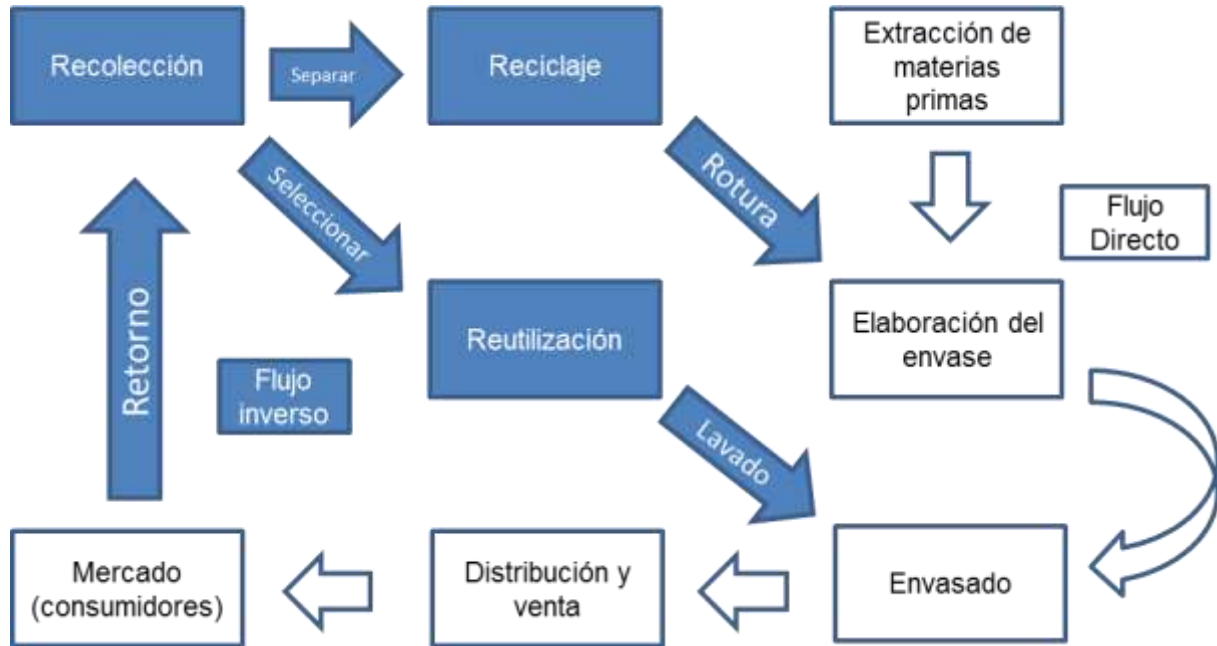 Recolección
Separar
Reciclaje
Extracción de
materias
primas
Seleccionar
Rotura
Flujo
Directo
Retorno
Reutilización
Elaboración del
envase
Flujo
inverso
Lavado
Mercado
(consumidores)
Distribución y
venta
Envasado